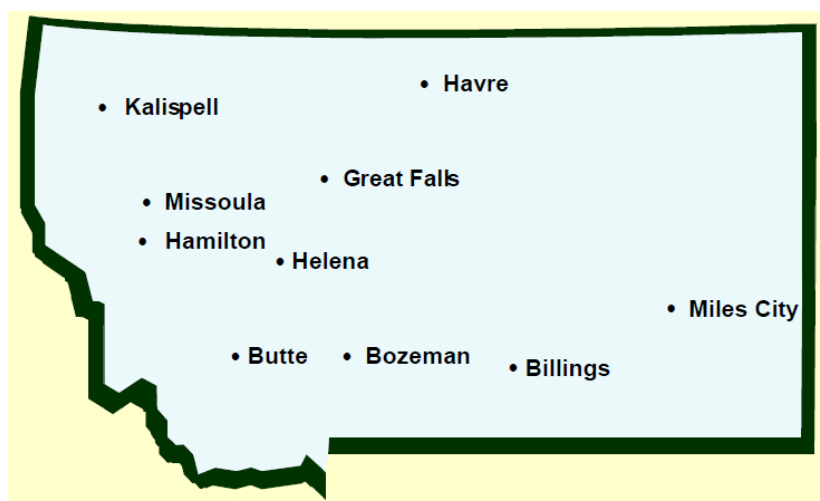 Havre
Kalispell
Great Falls
Missoula
Hamilton
Helena
Miles City
Butte
Bozeman
Billings